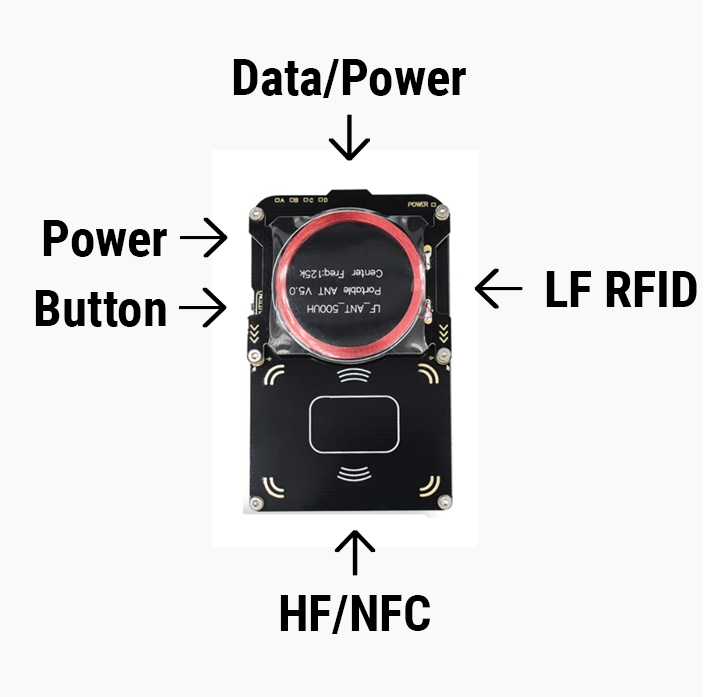 Data/Power
A B C D
POWER
Power
Button
LF RFID
LF_ANT_500UH
Portable ANT V5.0
Center Freq:125k
HF/NFC